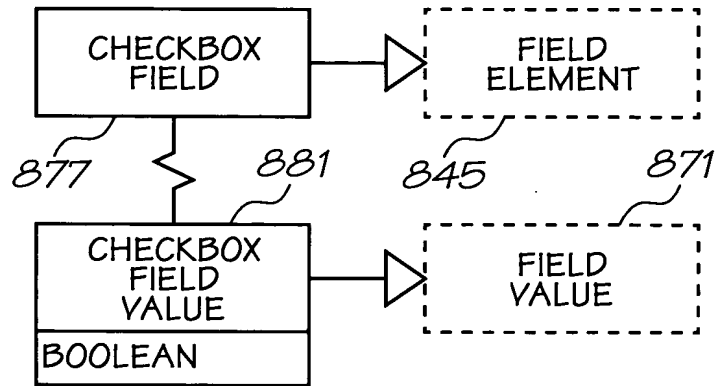 CHECKBOX
FIELD
FIELD
ELEMENT
877
881
845
871
CHECKBOX
FIELD
VALUE
FIELD
VALUE
BOOLEAN